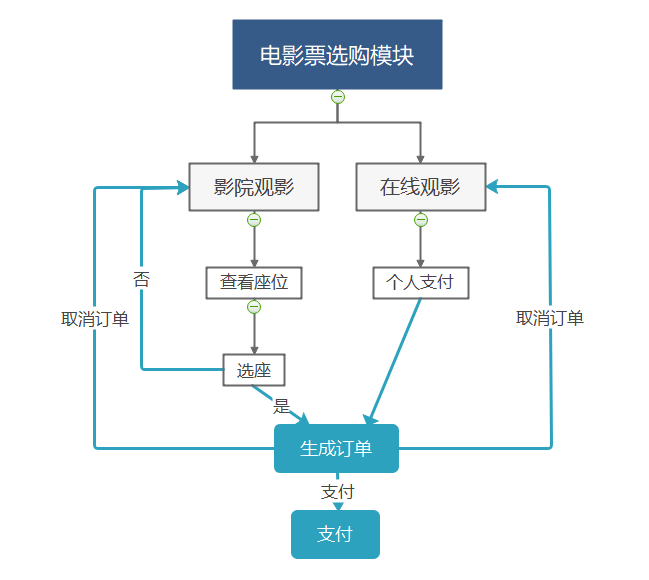 电影票选购模块
影院观影
在线观影
否
查看座位
个人支付
取消订单
取消订单
选座
是
生成订单
支付
支付